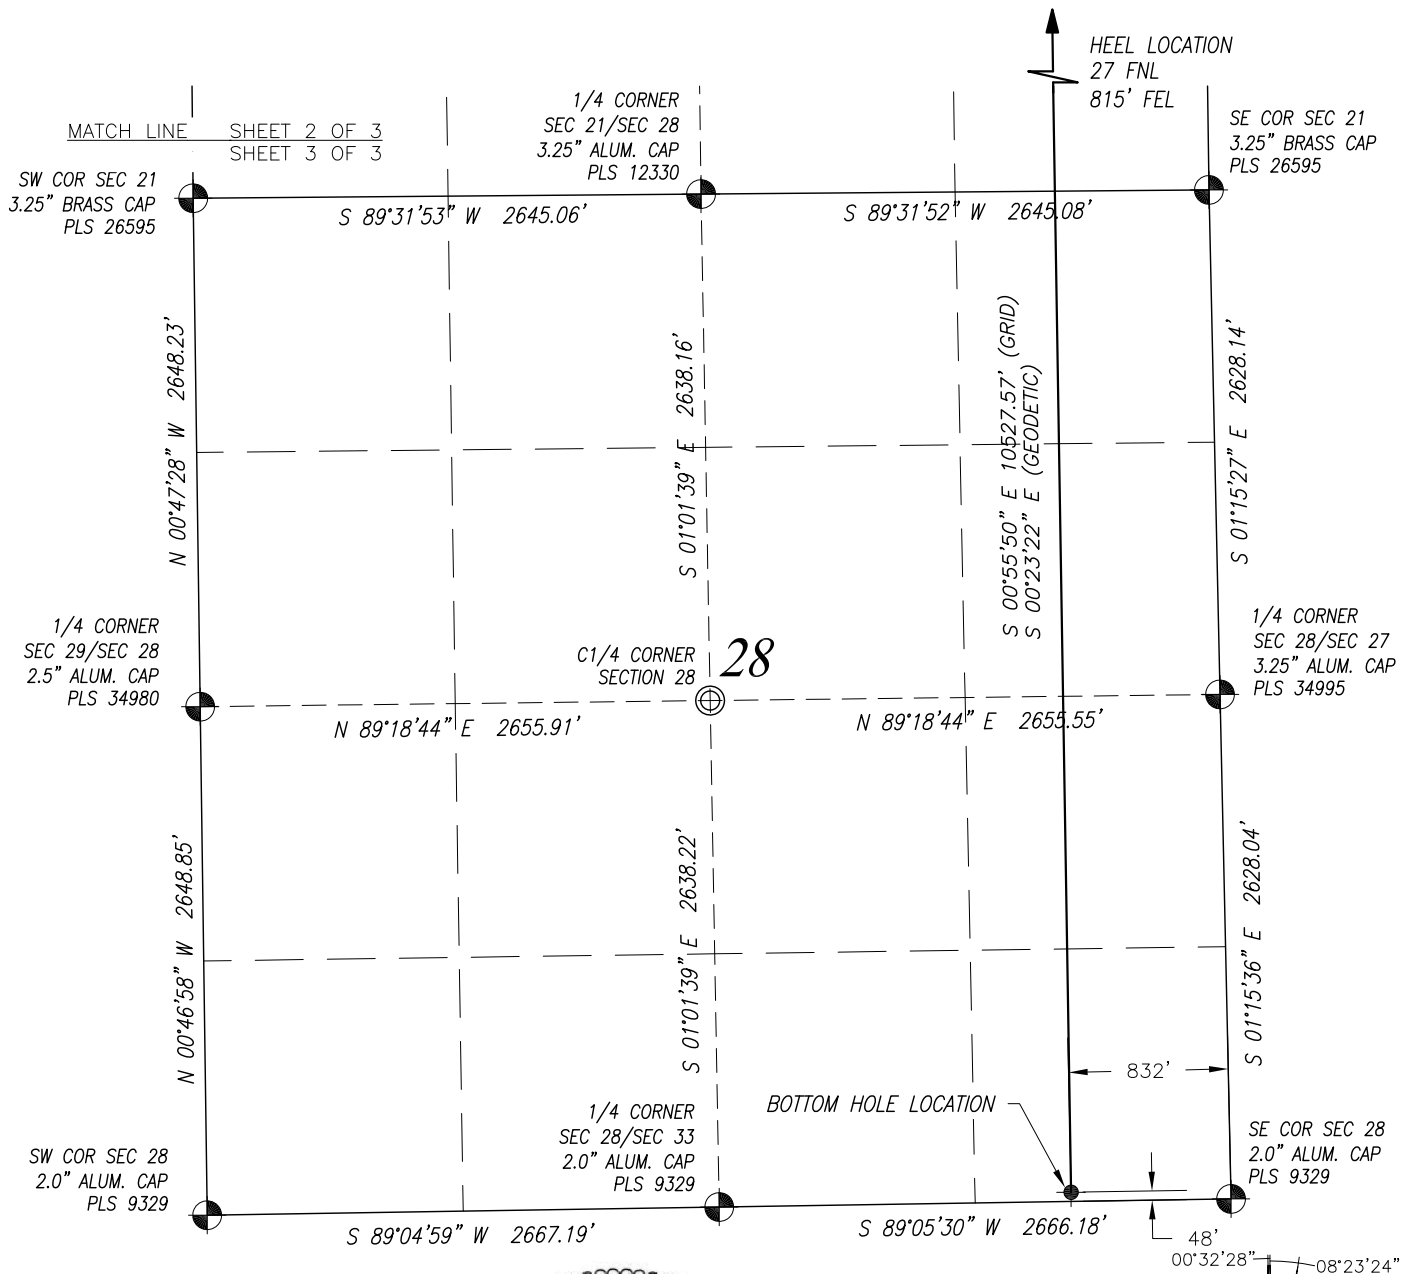 HEEL LOCATION
27 FNL
815' FEL
1/4 CORNER
SEC 21/SEC 28
3.25" ALUM. CAP
PLS 12330
MATCH LINE SHEET 2 OF 3
SHEET 3 OF 3
SE COR SEC 21
3.25" BRASS CAP
PLS 26595
SW COR SEC 21
3.25" BRASS CAP
PLS 26595
S 89°31'53" W 2645.06'
S 89°31'52" W 2645.08'
N 00°47'28" W 2648.23'
S 01°01'39" E 2638.16'
S 00°55'50" E 10527.57' (GRID)
S 00°23'22" E (GEODETIC)
S 01°15'27" E 2628.14'
1/4 CORNER
SEC 29/SEC 28
2.5" ALUM. CAP
PLS 34980
C1/4 CORNER
SECTION 28
28
1/4 CORNER
SEC 28/SEC 27
3.25" ALUM. CAP
PLS 34995
N 89°18'44" E 2655.91'
N 89°18'44" E 2655.55'
N 00°46'58" W 2648.85'
S 01°01'39" E 2638.22'
S 01°15'36" E 2628.04'
832'
BOTTOM HOLE LOCATION
1/4 CORNER
SEC 28/SEC 33
2.0" ALUM. CAP
PLS 9329
SW COR SEC 28
2.0" ALUM. CAP
PLS 9329
SE COR SEC 28
2.0" ALUM. CAP
PLS 9329
S 89°04'59" W 2667.19'
S 89°05'30" W 2666.18'
48'
00°32'28"
08°23'24"